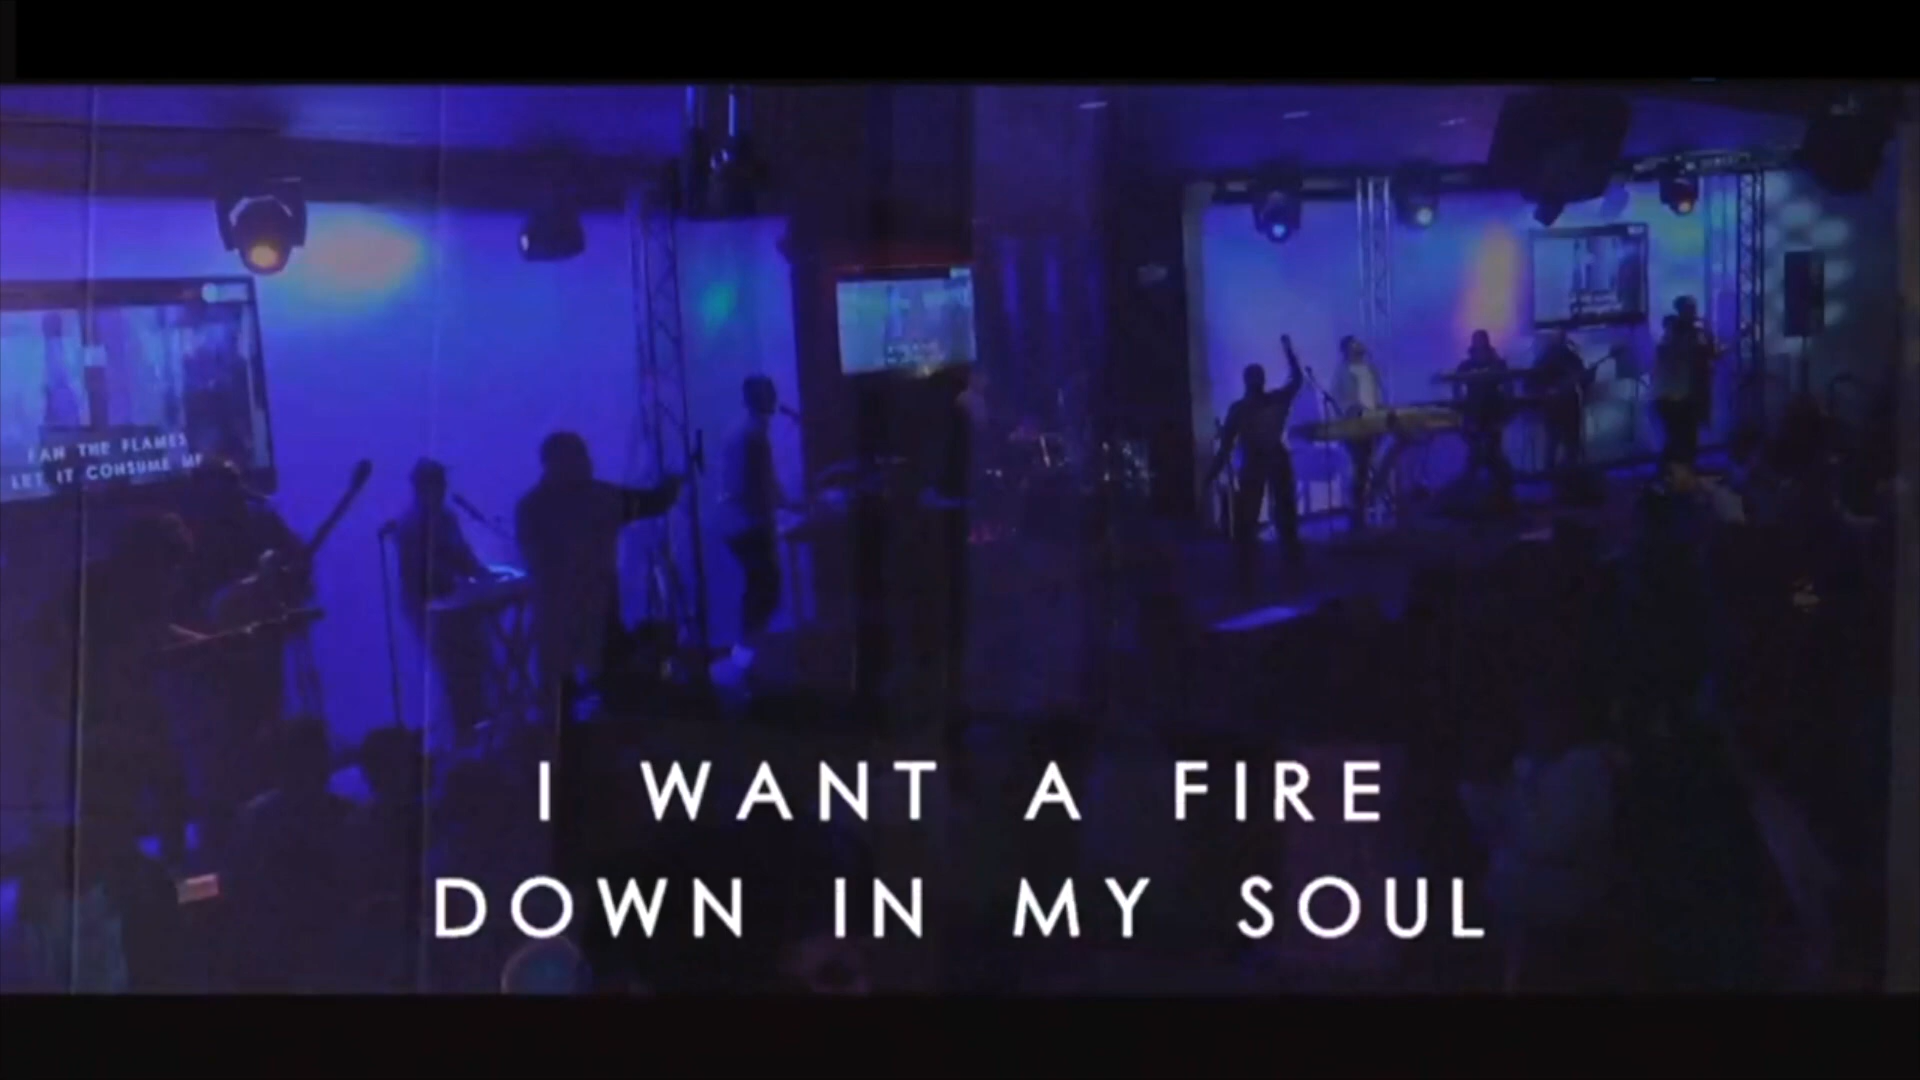 FAN THE FLAMES
LET IT CONSUME ME
I WANT A FIRE
DOWN IN MY SOUL